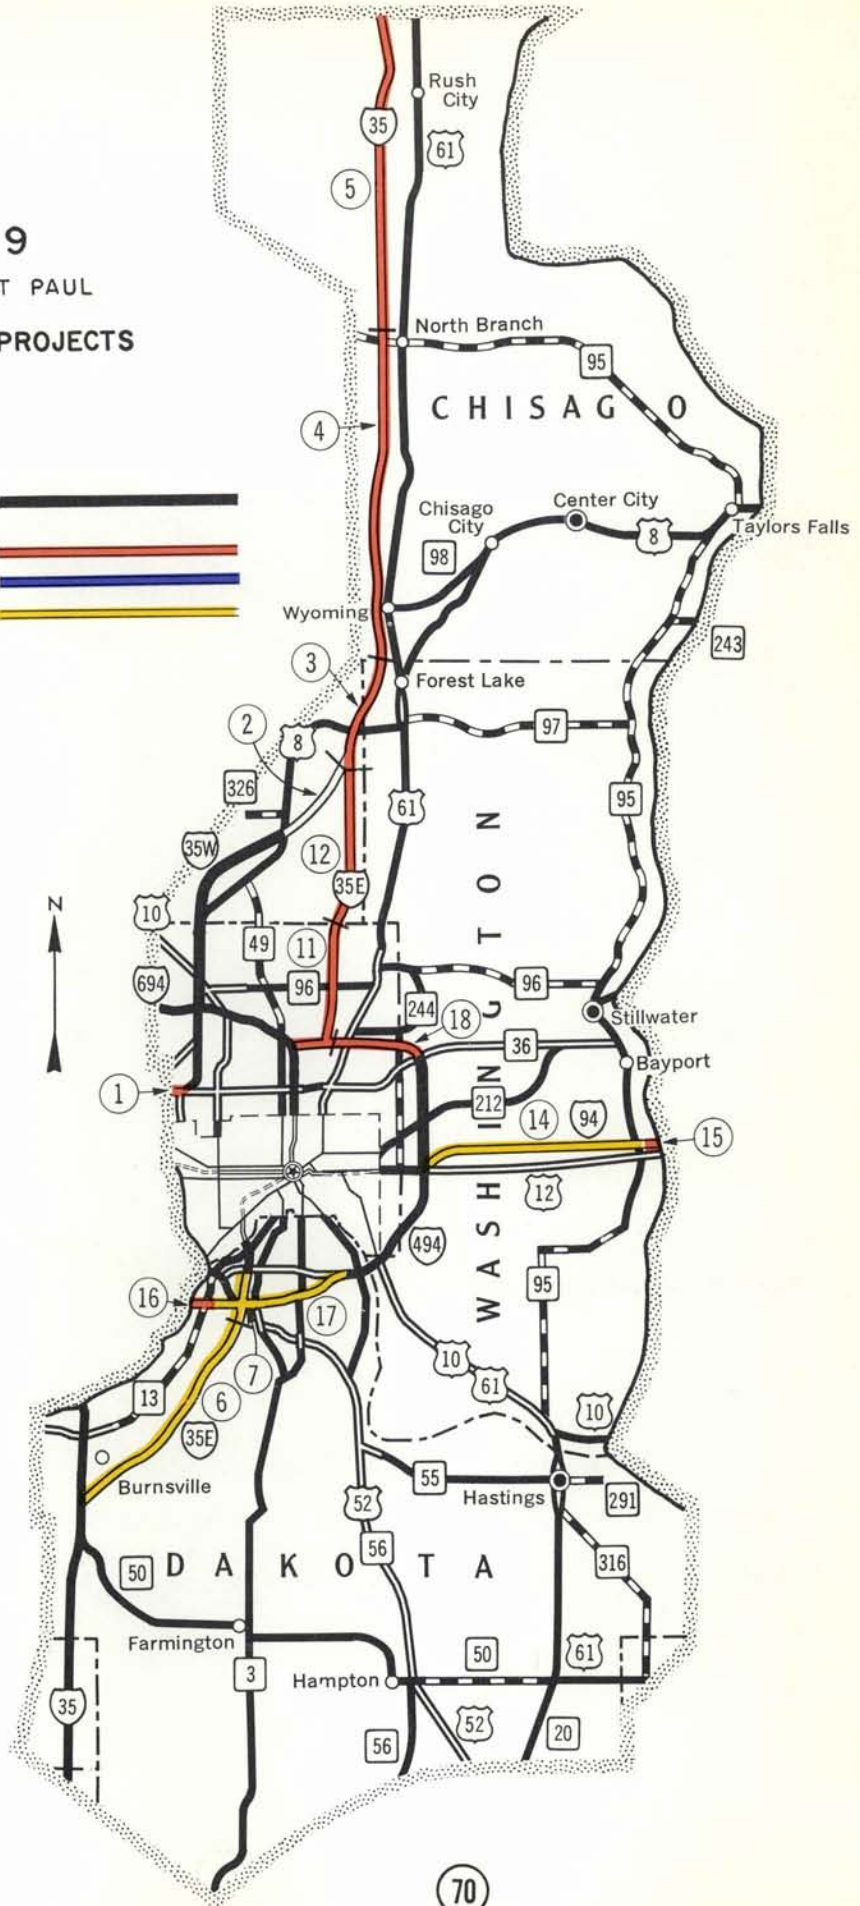 Rush
City
35
61
5
9
T PAUL
PROJECTS
North Branch
95
4
CHISAGO
Chisago
City
Center City
8
Taylors Falls
98
Wyoming
243
3
Forest Lake
2
8
97
326
61
95
35W
12
35E
WASHINGTON
N
10
49
11
694
96
96
244
18
Stillwater
36
Bayport
1
212
14
94
15
12
494
95
16
17
10
61
10
7
13
6
35E
Burnsville
55
Hastings
291
52
56
316
50
DAKOTA
Farmington
50
61
3
Hampton
35
52
56
20
70